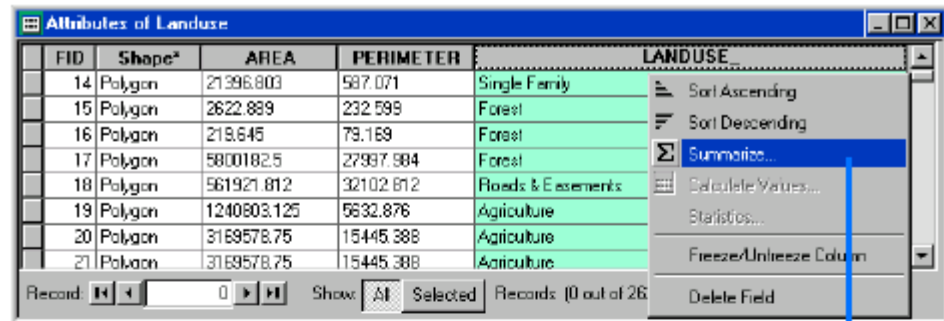 Attributes of Landuse
FID Shape* AREA PERIMETER LANDUSE_
14 Polygon 21396.803 587.071 Single Family
15 Polygon 2622.889 232.599 Forest
16 Polygon 219.645 79.169 Forest
17 Polygon 5800182.5 27997.984 Forest
18 Polygon 561921.812 32102.812 Roads & Easements
19 Polygon 1240803.125 5632.876 Agriculture
20 Polygon 3169578.75 15445.388 Agriculture
21 Polygon 3169578.75 15445.388 Agriculture
Sort Ascending
Sort Descending
Σ Summarize...
Calculate Values...
Statistics...
Freeze/Unfreeze Column
Delete Field
Record: 0 Show: All Selected Records (0 out of 26